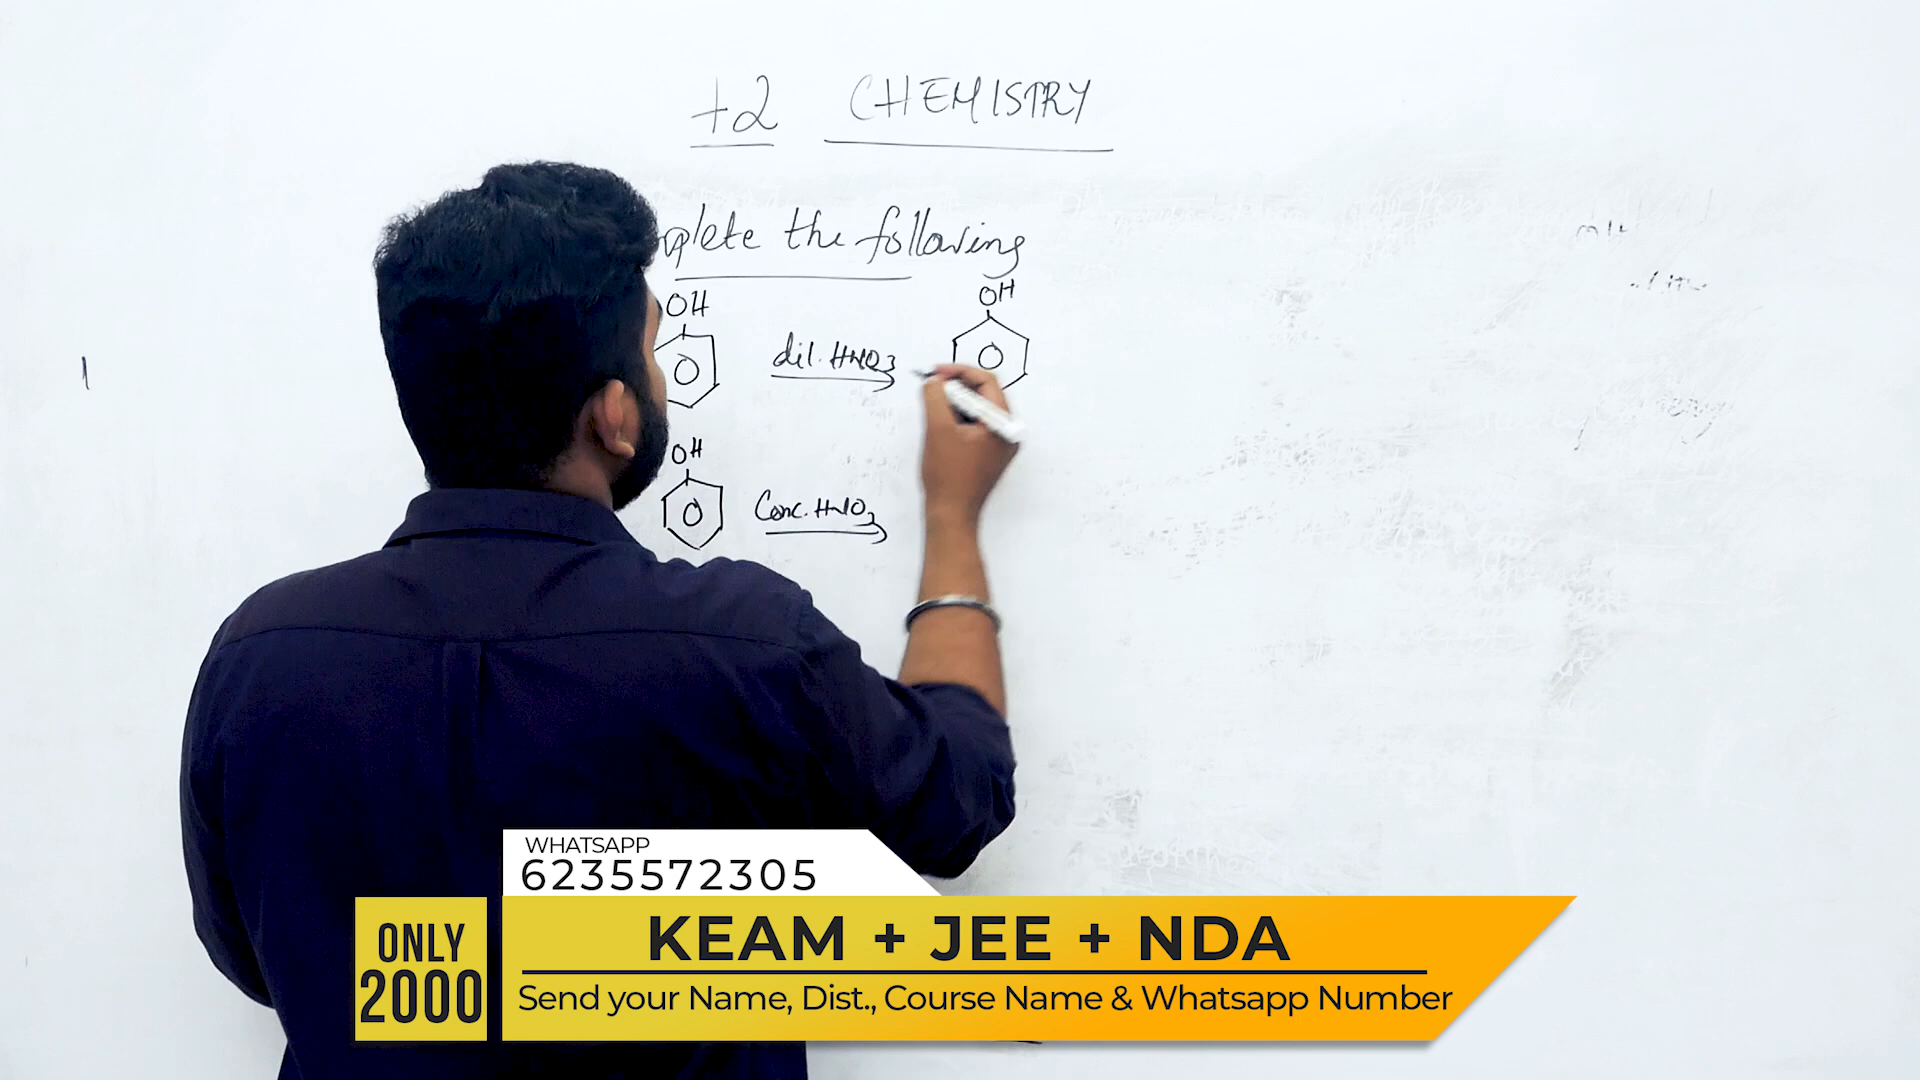 +2 CHEMISTRY
mplete the following
OH
dil. HNO3
OH
OH
Conc. HNO3
WHATSAPP
6235572305
ONLY
2000
KEAM + JEE + NDA
Send your Name, Dist., Course Name & Whatsapp Number